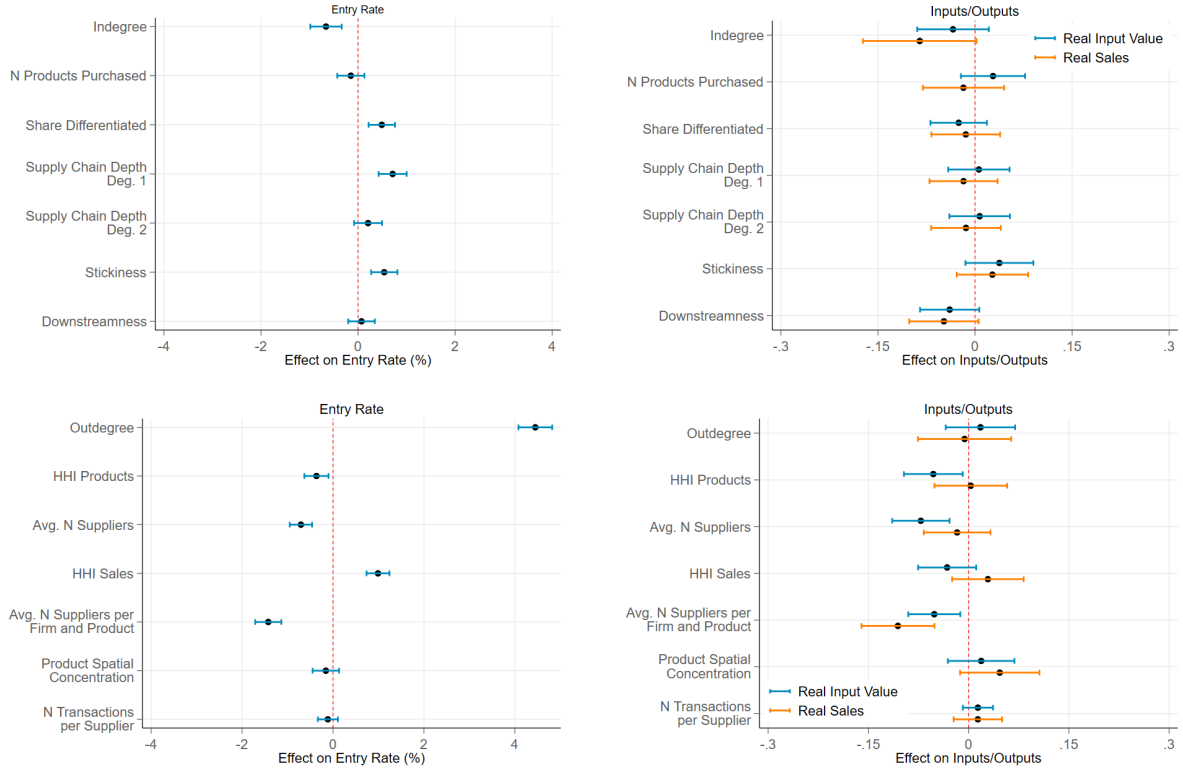 Entry Rate
Indegree
N Products Purchased
Share Differentiated
Supply Chain Depth
Deg. 1
Supply Chain Depth
Deg. 2
Stickiness
Downstreamness
-4
-2
0
2
4
Effect on Entry Rate (%)
Inputs/Outputs
Real Input Value
Real Sales
Indegree
N Products Purchased
Share Differentiated
Supply Chain Depth
Deg. 1
Supply Chain Depth
Deg. 2
Stickiness
Downstreamness
-.3
-.15
0
.15
.3
Effect on Inputs/Outputs
Entry Rate
Outdegree
HHI Products
Avg. N Suppliers
HHI Sales
Avg. N Suppliers per
Firm and Product
Product Spatial
Concentration
N Transactions
per Supplier
-4
-2
0
2
4
Effect on Entry Rate (%)
Inputs/Outputs
Outdegree
HHI Products
Avg. N Suppliers
HHI Sales
Avg. N Suppliers per
Firm and Product
Product Spatial
Concentration
N Transactions
per Supplier
Real Input Value
Real Sales
-.3
-.15
0
.15
.3
Effect on Inputs/Outputs